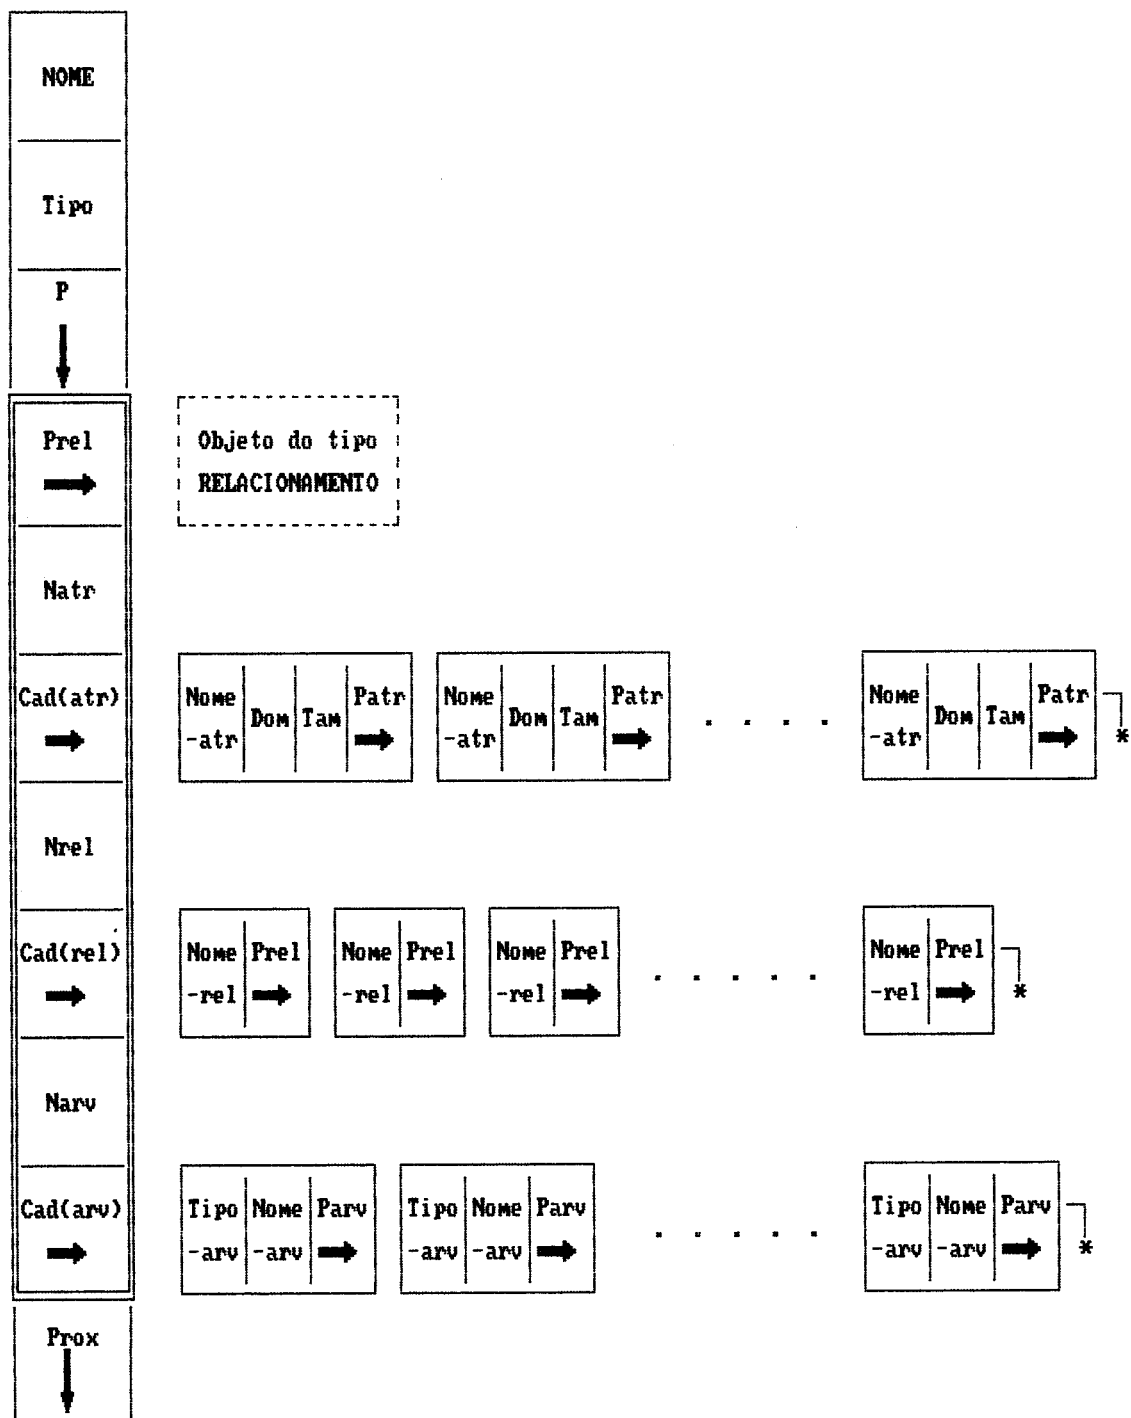 NOME
Tipo
P
Prel
Objeto do tipo
RELACIONAMENTO
Natr
Cad(atr)
Nome Dom Tam Patr
-atr
Nome Dom Tam Patr
-atr
. . . .
Nome Dom Tam Patr
-atr
*
Nrel
Cad(rel)
Nome Prel
-rel
Nome Prel
-rel
Nome Prel
-rel
. . . . .
Nome Prel
-rel
*
Narv
Cad(arv)
Tipo Nome Parv
-arv -arv
Tipo Nome Parv
-arv -arv
. . . . .
Tipo Nome Parv
-arv -arv
*
Prox